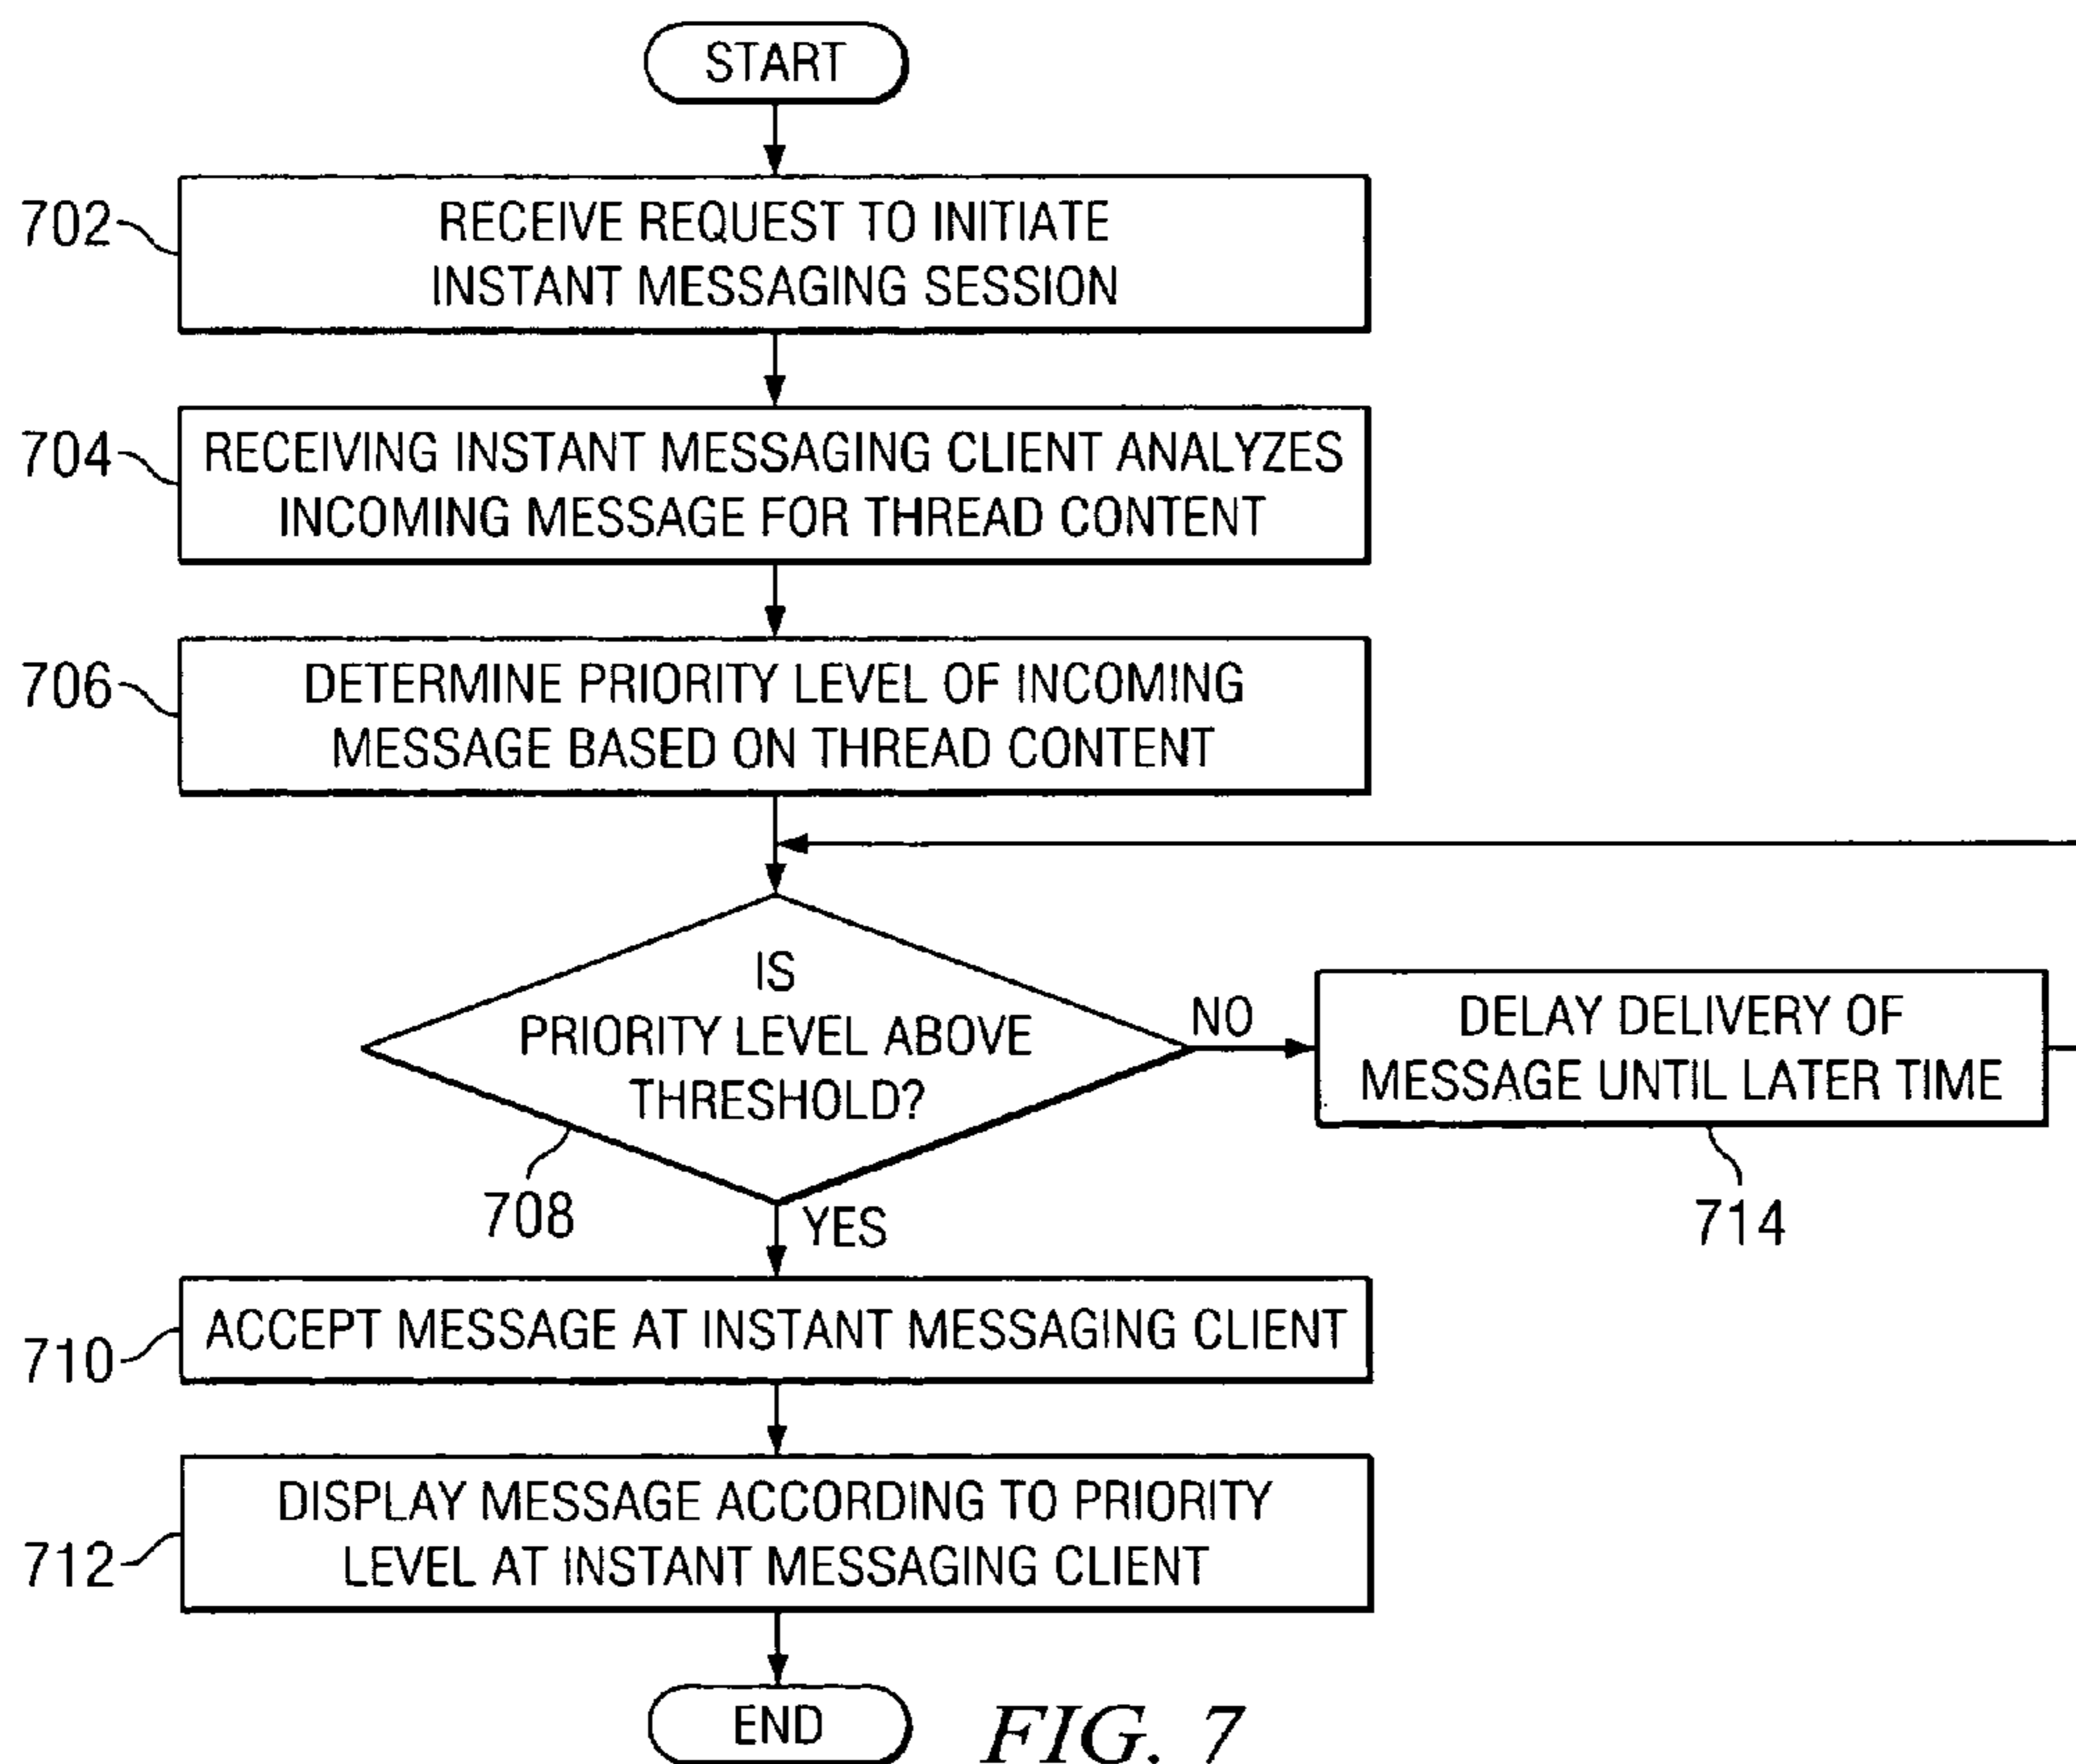 START
702
RECEIVE REQUEST TO INITIATE
INSTANT MESSAGING SESSION
704
RECEIVING INSTANT MESSAGING CLIENT ANALYZES
INCOMING MESSAGE FOR THREAD CONTENT
706
DETERMINE PRIORITY LEVEL OF INCOMING
MESSAGE BASED ON THREAD CONTENT
IS
PRIORITY LEVEL ABOVE
THRESHOLD?
708
NO
DELAY DELIVERY OF
MESSAGE UNTIL LATER TIME
714
YES
710
ACCEPT MESSAGE AT INSTANT MESSAGING CLIENT
712
DISPLAY MESSAGE ACCORDING TO PRIORITY
LEVEL AT INSTANT MESSAGING CLIENT
END
FIG. 7